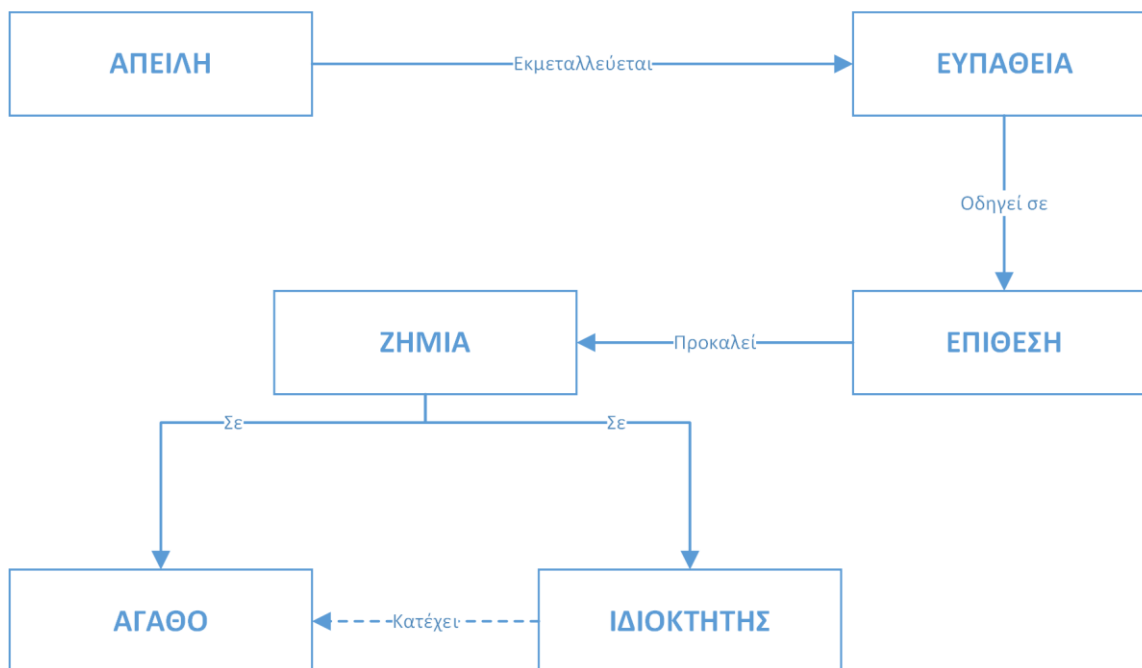 ΑΠΕΙΛΗ
Εκμεταλλεύεται
ΕΥΠΑΘΕΙΑ
Οδηγεί σε
ΖΗΜΙΑ
Προκαλεί
ΕΠΙΘΕΣΗ
Σε
Σε
ΑΓΑΘΟ
Κατέχει
ΙΔΙΟΚΤΗΤΗΣ